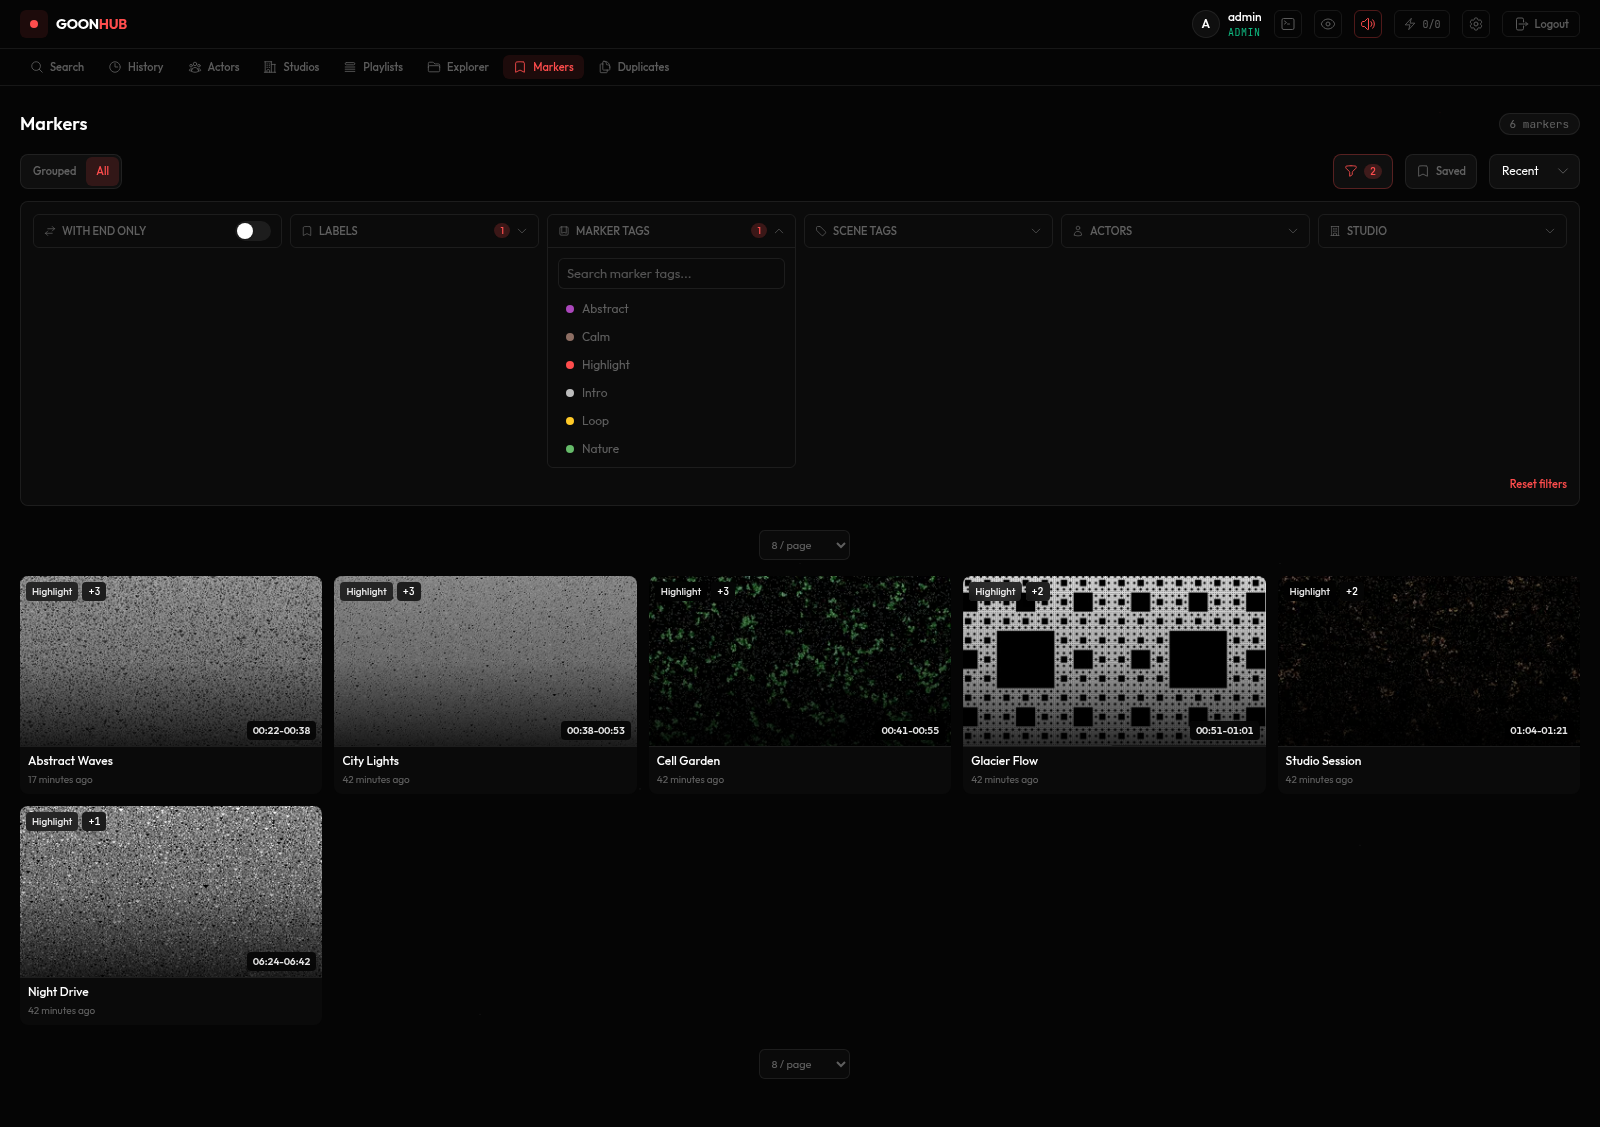 GOONHUB
A admin ADMIN 0/0 Logout
Search History Actors Studios Playlists Explorer Markers Duplicates
Markers
6 markers
Grouped All
2 Saved Recent
WITH END ONLY LABELS 1 MARKER TAGS 1 SCENE TAGS ACTORS STUDIO
Search marker tags...
Abstract
Calm
Highlight
Intro
Loop
Nature
Reset filters
8 / page
Highlight +3
00:22-00:38
Abstract Waves
17 minutes ago
Highlight +3
00:38-00:53
City Lights
42 minutes ago
Highlight +3
00:41-00:55
Cell Garden
42 minutes ago
Highlight +2
00:51-01:01
Glacier Flow
42 minutes ago
Highlight +2
01:04-01:21
Studio Session
42 minutes ago
Highlight +1
06:24-06:42
Night Drive
42 minutes ago
8 / page